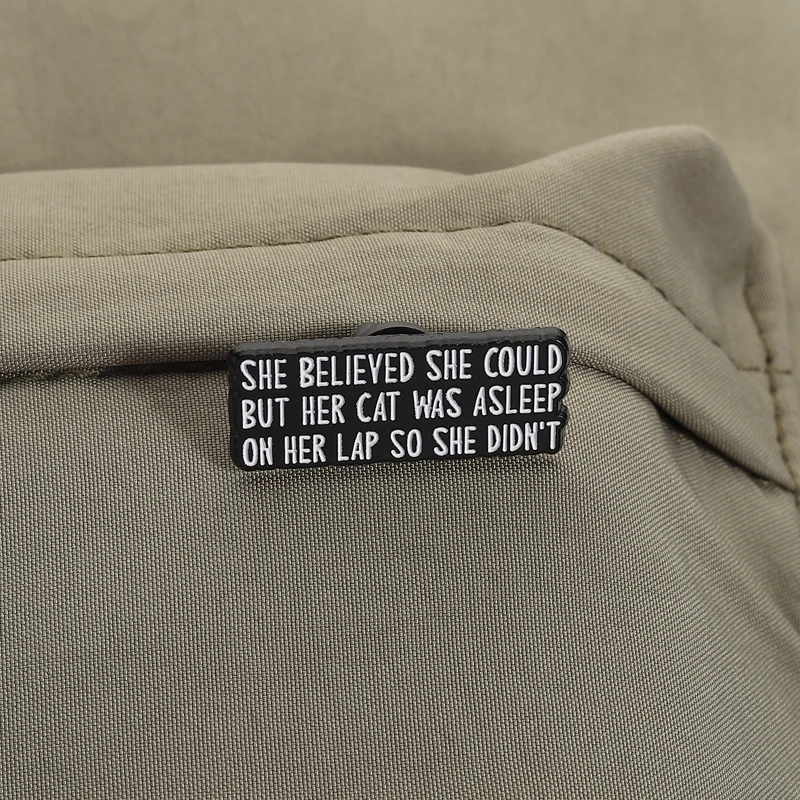 SHE BELIEVED SHE COULD
BUT HER CAT WAS ASLEEP
ON HER LAP SO SHE DIDN'T